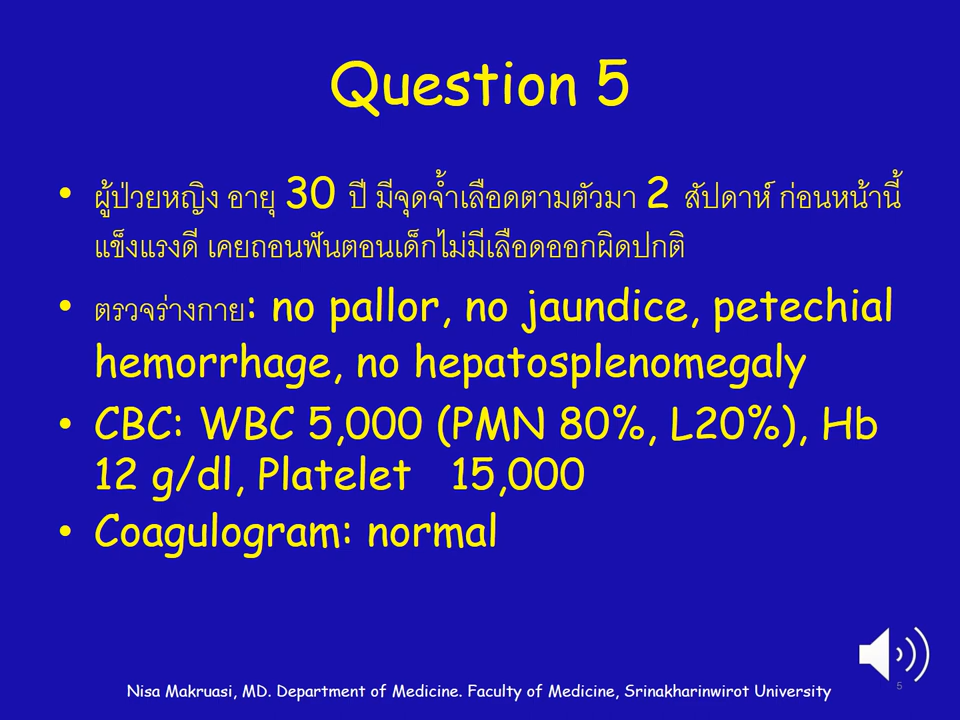 Question 5
• ผู้ป่วยหญิง อายุ 30 ปี มีจุดจ้ำเลือดตามตัวมา 2 สัปดาห์ ก่อนหน้านี้
แข็งแรงดี เคยถอนฟันตอนเด็กไม่มีเลือดออกผิดปกติ
• ตรวจร่างกาย: no pallor, no jaundice, petechial
hemorrhage, no hepatosplenomegaly
• CBC: WBC 5,000 (PMN 80%, L20%), Hb
12 g/dl, Platelet 15,000
• Coagulogram: normal
Nisa Makruasi, MD. Department of Medicine. Faculty of Medicine, Srinakharinwirot University
5